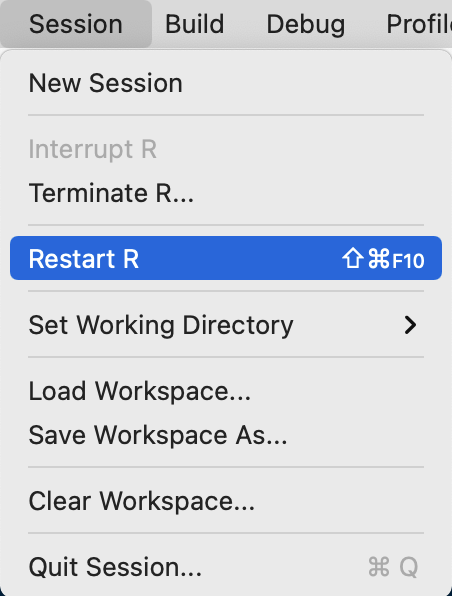 Session Build Debug Profil
New Session
Interrupt R
Terminate R...
Restart R ⇧⌘F10
Set Working Directory
Load Workspace...
Save Workspace As...
Clear Workspace...
Quit Session... ⌘ Q